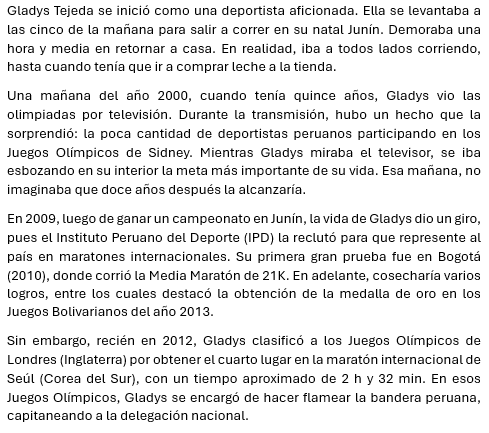 Gladys Tejeda se inició como una deportista aficionada. Ella se levantaba a
las cinco de la mañana para salir a correr en su natal Junín. Demoraba una
hora y media en retornar a casa. En realidad, iba a todos lados corriendo,
hasta cuando tenía que ir a comprar leche a la tienda.
Una mañana del año 2000, cuando tenía quince años, Gladys vio las
olimpiadas por televisión. Durante la transmisión, hubo un hecho que la
sorprendió: la poca cantidad de deportistas peruanos participando en los
Juegos Olímpicos de Sidney. Mientras Gladys miraba el televisor, se iba
esbozando en su interior la meta más importante de su vida. Esa mañana, no
imaginaba que doce años después la alcanzaría.
En 2009, luego de ganar un campeonato en Junín, la vida de Gladys dio un giro,
pues el Instituto Peruano del Deporte (IPD) la reclutó para que represente al
país en maratones internacionales. Su primera gran prueba fue en Bogotá
(2010), donde corrió la Media Maratón de 21K. En adelante, cosecharía varios
logros, entre los cuales destacó la obtención de la medalla de oro en los
Juegos Bolivarianos del año 2013.
Sin embargo, recién en 2012, Gladys clasificó a los Juegos Olímpicos de
Londres (Inglaterra) por obtener el cuarto lugar en la maratón internacional de
Seúl (Corea del Sur), con un tiempo aproximado de 2 h y 32 min. En esos
Juegos Olímpicos, Gladys se encargó de hacer flamear la bandera peruana,
capitaneando a la delegación nacional.